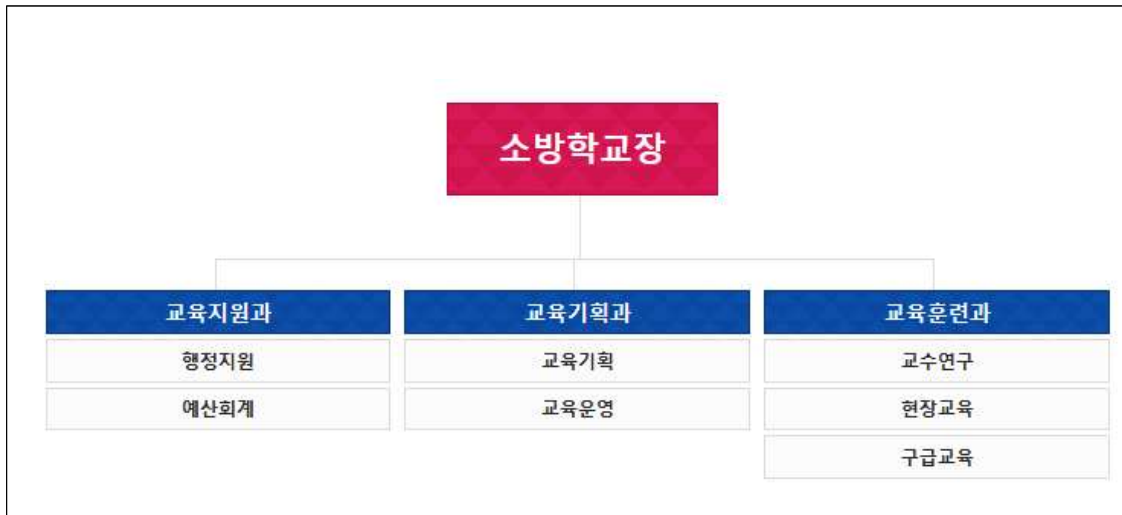 소방학교장
교육지원과
행정지원
예산회계
교육기획과
교육기획
교육운영
교육훈련과
교수연구
현장교육
구급교육